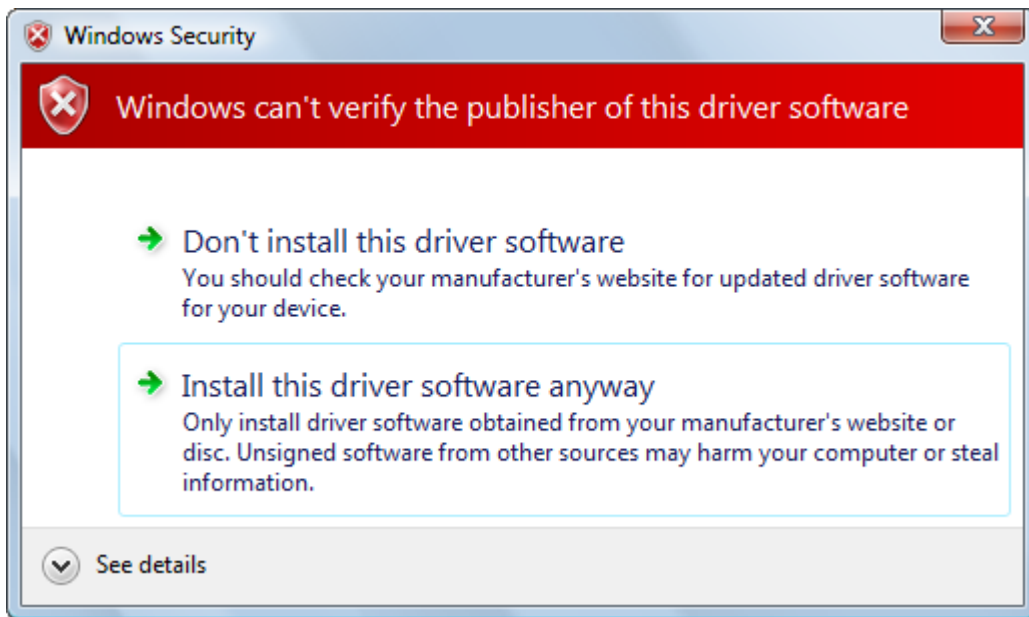 Windows Security
Windows can't verify the publisher of this driver software
Don't install this driver software
You should check your manufacturer's website for updated driver software
for your device.
Install this driver software anyway
Only install driver software obtained from your manufacturer's website or
disc. Unsigned software from other sources may harm your computer or steal
information.
See details